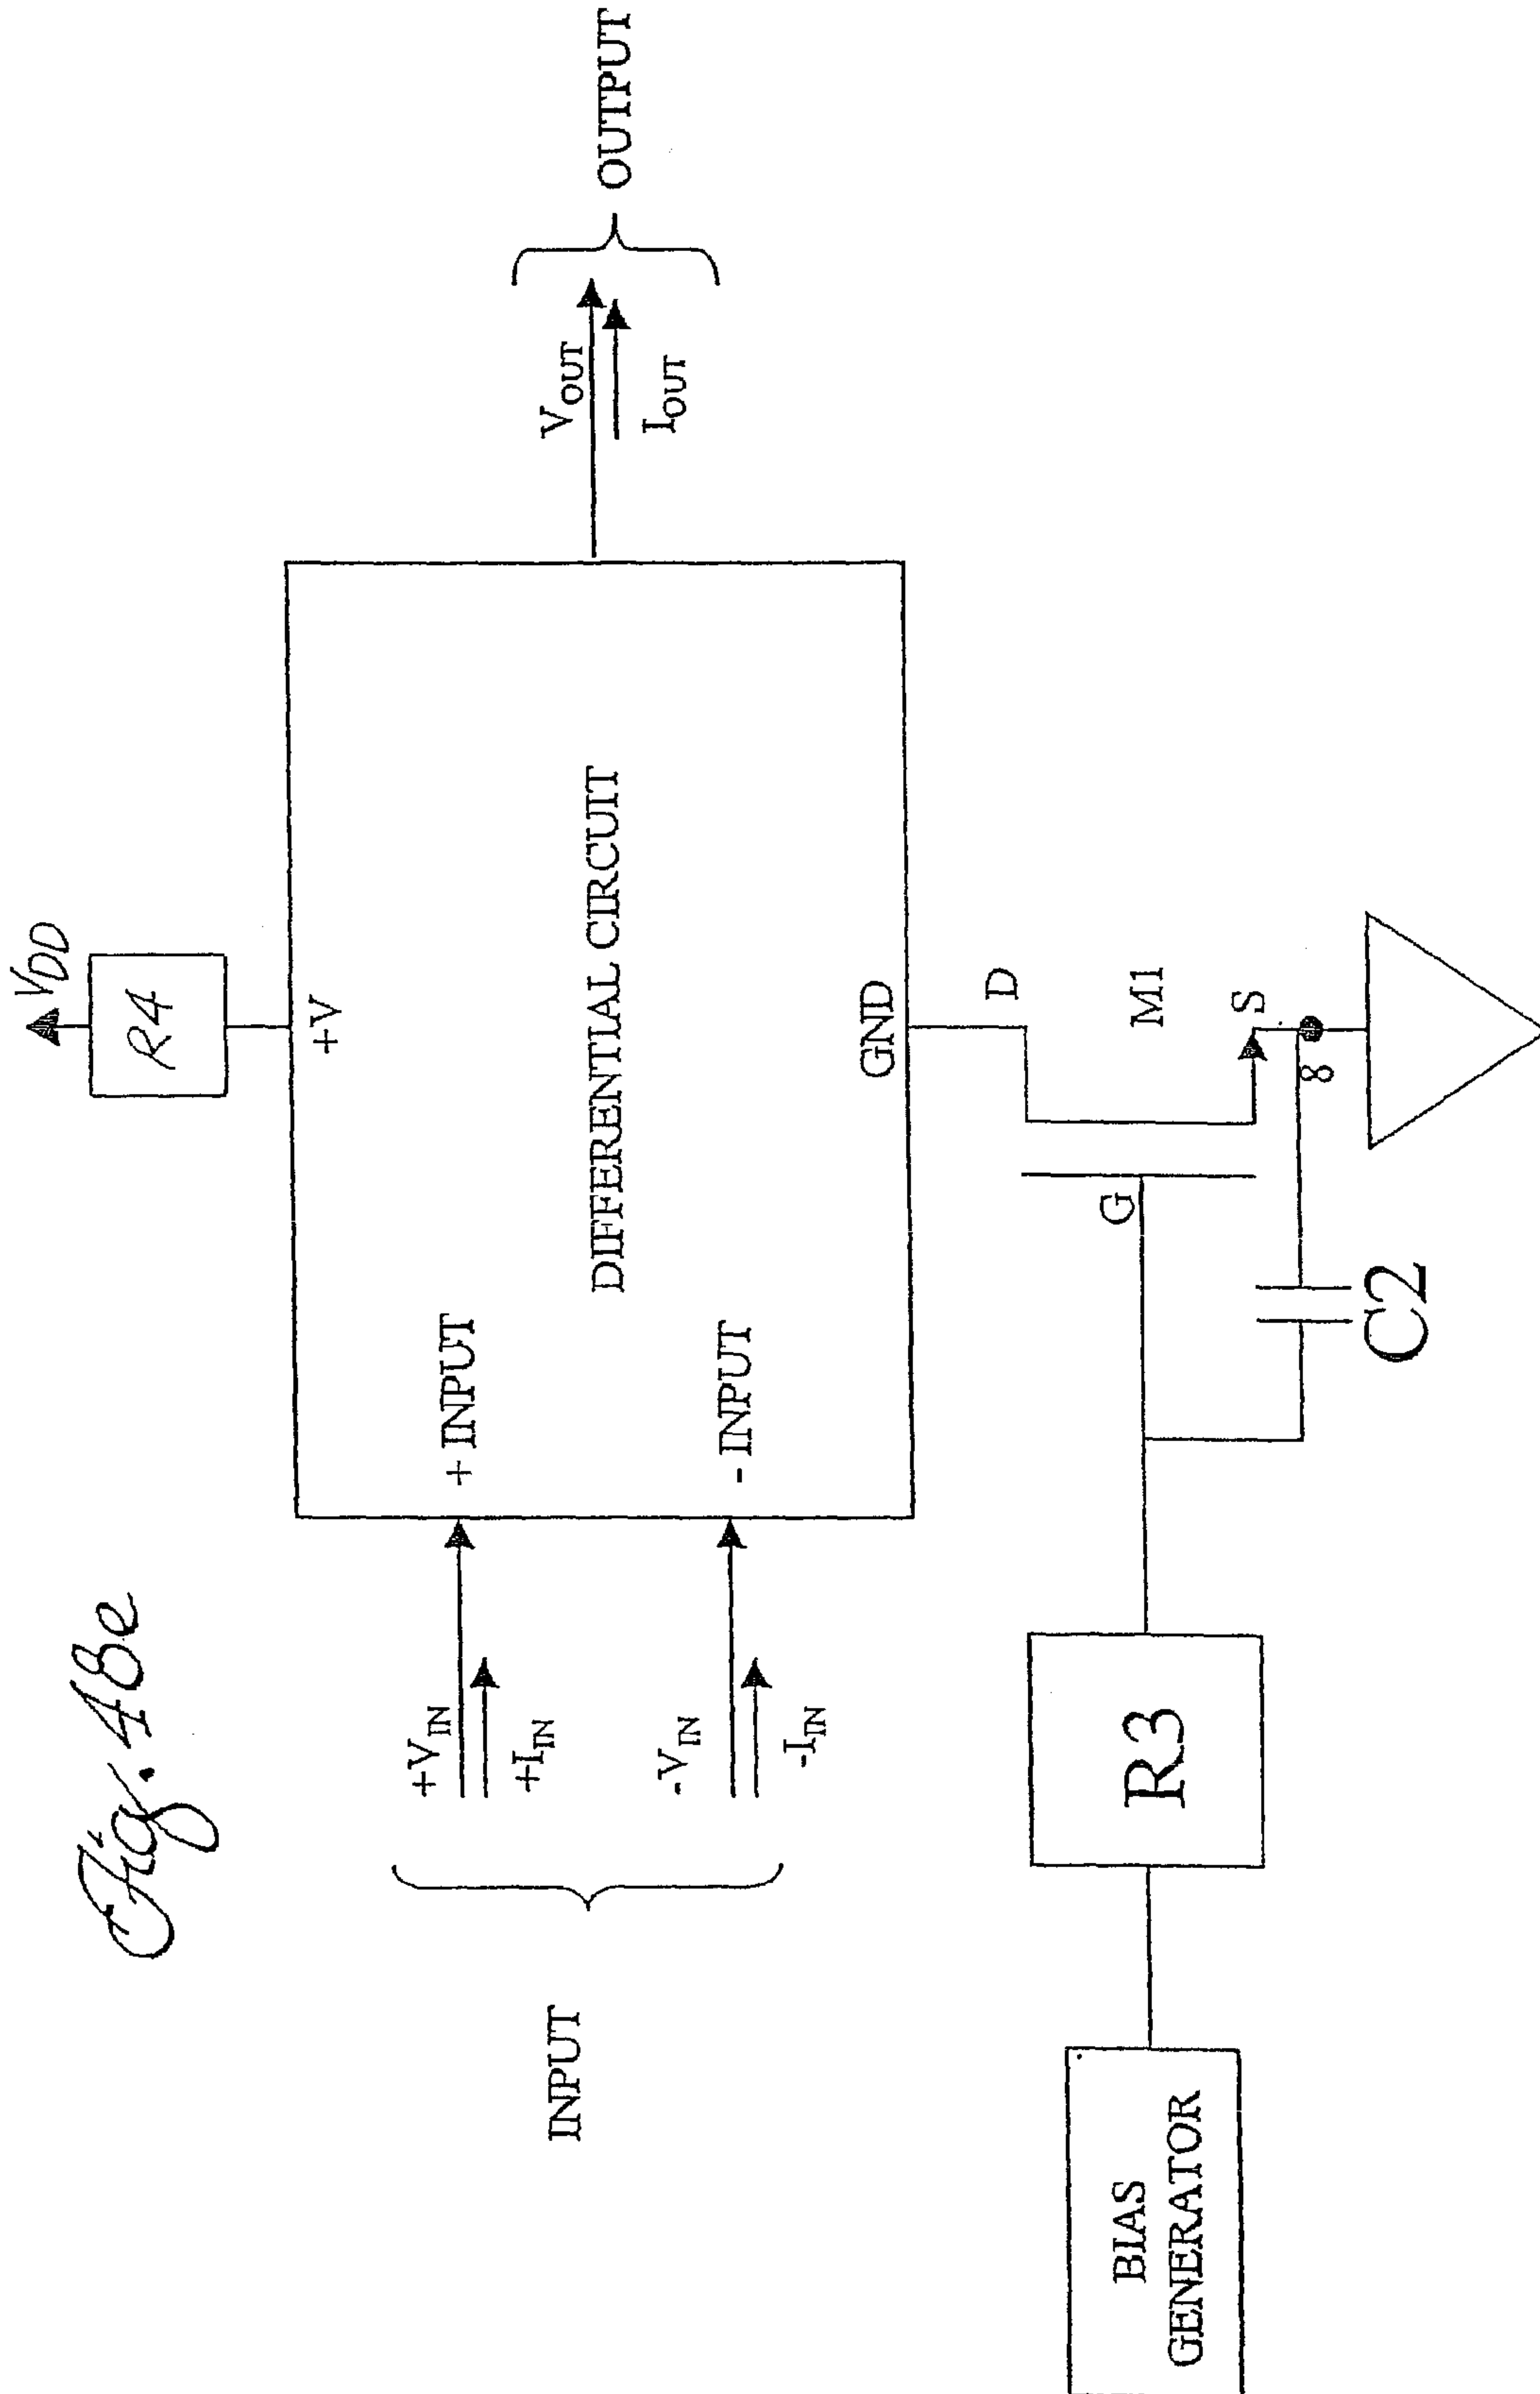 Fig. 48e
VDD
R4
+V
INPUT
+VIN
+IIN
+ INPUT
DIFFERENTIAL CIRCUIT
VOUT
IOUT
OUTPUT
-VIN
-IIN
- INPUT
GND
D
M1
G
S
8
C2
R3
BIAS
GENERATOR